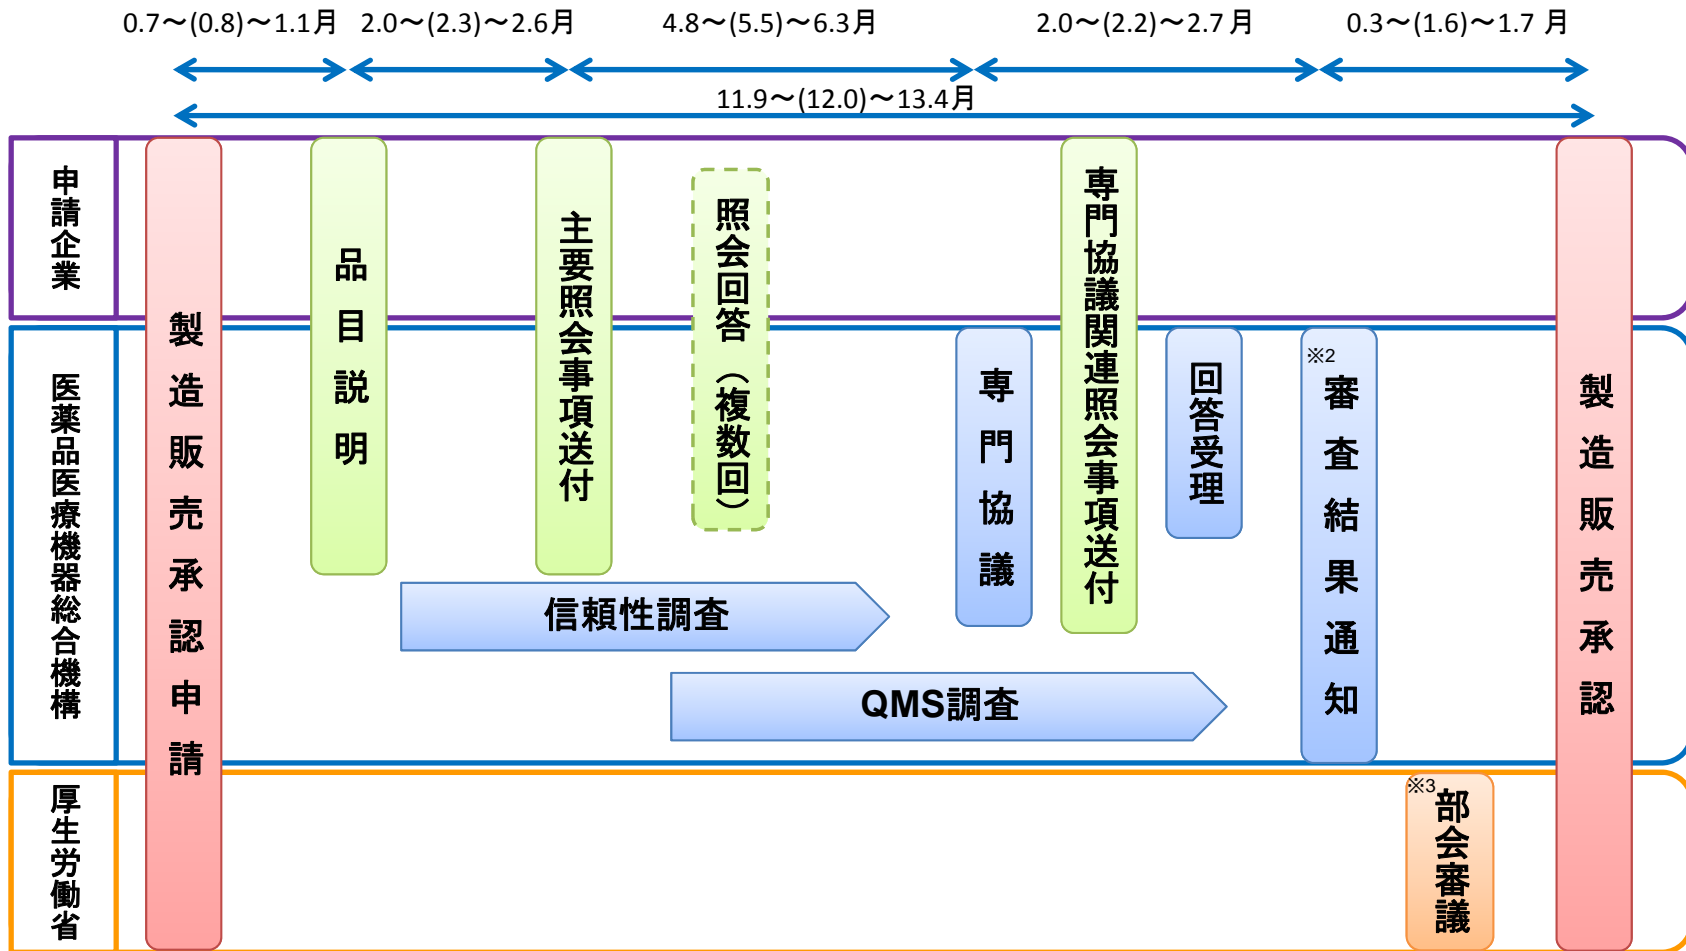 0.7～(0.8)～1.1月
2.0～(2.3)～2.6月
4.8～(5.5)～6.3月
2.0～(2.2)～2.7月
0.3～(1.6)～1.7 月
11.9～(12.0)～13.4月
申請企業
医薬品医療機器総合機構
厚生労働省
製造販売承認申請
品目説明
主要照会事項送付
照会回答（複数回）
専門協議
専門協議関連照会事項送付
回答受理
※2
審査結果通知
※3
部会審議
製造販売承認
信頼性調査
QMS調査